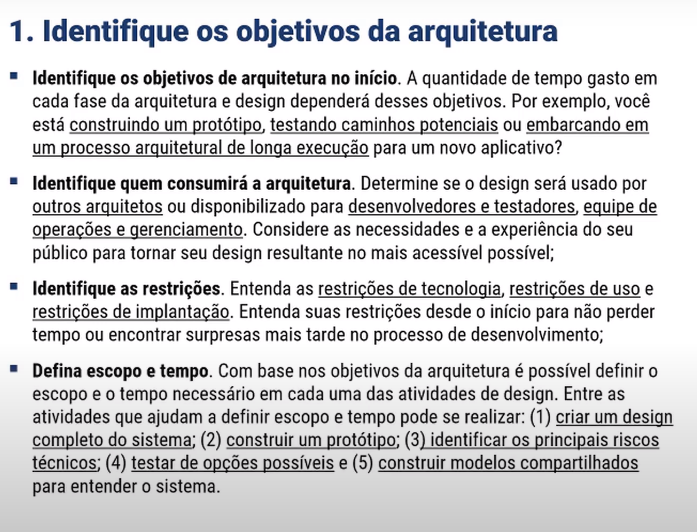 1. Identifique os objetivos da arquitetura
Identifique os objetivos de arquitetura no início. A quantidade de tempo gasto em
cada fase da arquitetura e design dependerá desses objetivos. Por exemplo, você
está construindo um protótipo, testando caminhos potenciais ou embarcando em
um processo arquitetural de longa execução para um novo aplicativo?
Identifique quem consumirá a arquitetura. Determine se o design será usado por
outros arquitetos ou disponibilizado para desenvolvedores e testadores, equipe de
operações e gerenciamento. Considere as necessidades e a experiência do seu
público para tornar seu design resultante no mais acessível possível;
Identifique as restrições. Entenda as restrições de tecnologia, restrições de uso e
restrições de implantação. Entenda suas restrições desde o início para não perder
tempo ou encontrar surpresas mais tarde no processo de desenvolvimento;
Defina escopo e tempo. Com base nos objetivos da arquitetura é possível definir o
escopo e o tempo necessário em cada uma das atividades de design. Entre as
atividades que ajudam a definir escopo e tempo pode se realizar: (1) criar um design
completo do sistema; (2) construir um protótipo; (3) identificar os principais riscos
técnicos; (4) testar de opções possíveis e (5) construir modelos compartilhados
para entender o sistema.